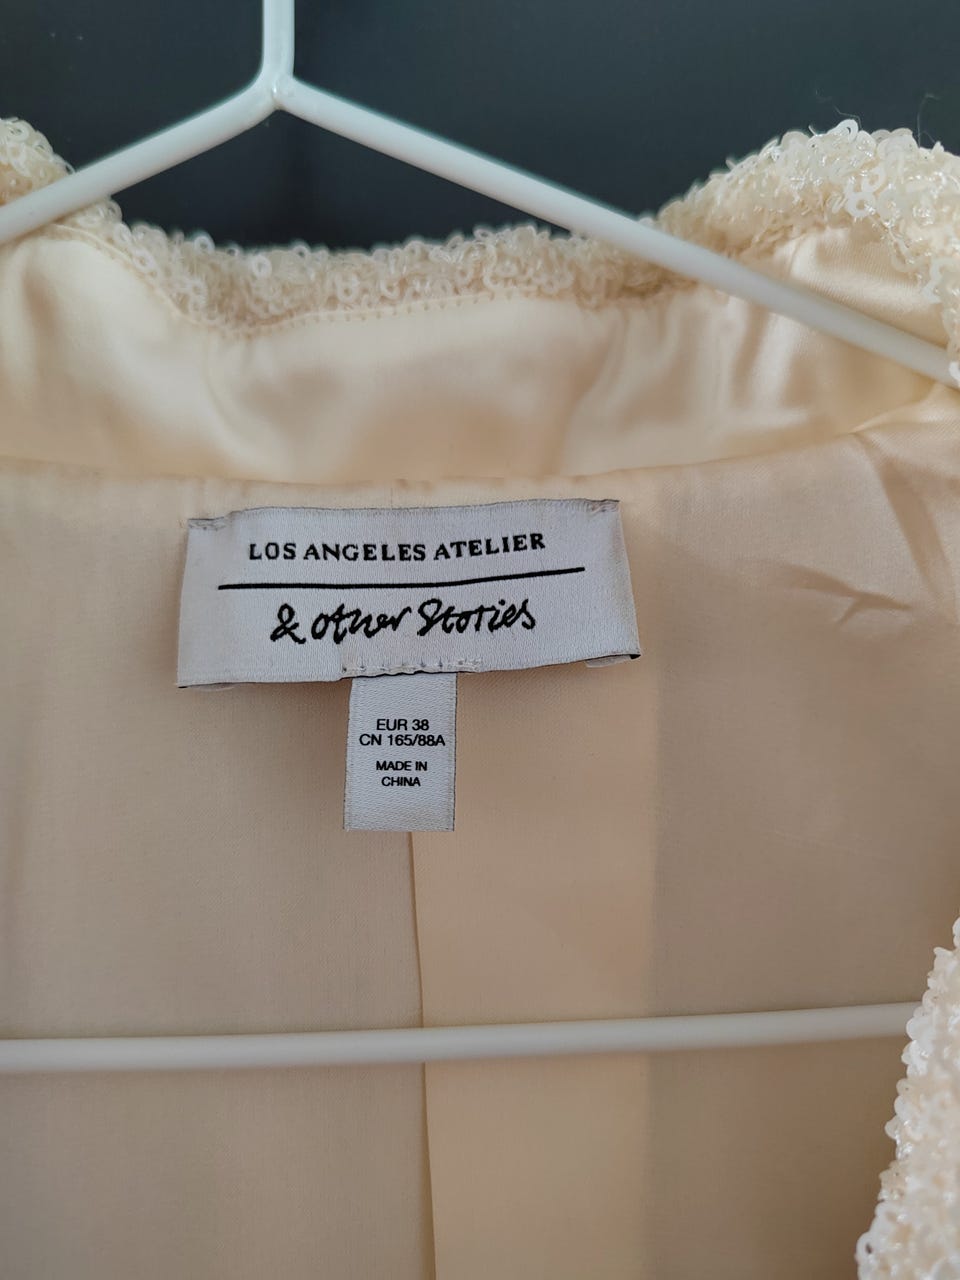 LOS ANGELES ATELIER
& other Stories
EUR 38
CN 165/88A
MADE IN
CHINA